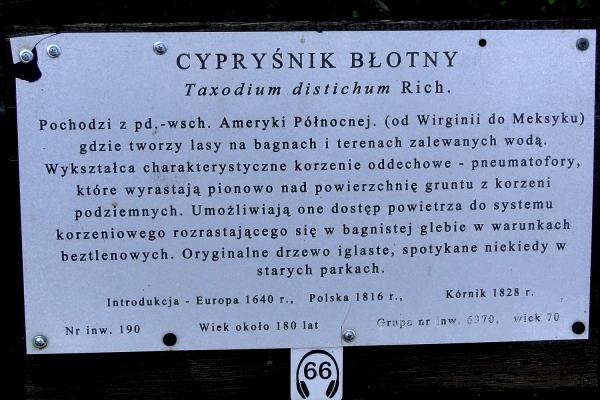 CYPRYŚNIK BŁOTNY
Taxodium distichum Rich.
Pochodzi z pd.-wsch. Ameryki Północnej. (od Wirginii do Meksyku)
gdzie tworzy lasy na bagnach i terenach zalewanych wodą.
Wykształca charakterystyczne korzenie oddechowe - pneumatofory,
które wyrastają pionowo nad powierzchnię gruntu z korzeni
podziemnych. Umożliwiają one dostęp powietrza do systemu
korzeniowego rozrastającego się w bagnistej glebie w warunkach
beztlenowych. Oryginalne drzewo iglaste, spotykane niekiedy w
starych parkach.
Introdukcja - Europa 1640 r., Polska 1816 r., Kórnik 1828 r.
Nr inw. 190 Wiek około 180 lat Grupa nr inw. 6370, wiek 70
66